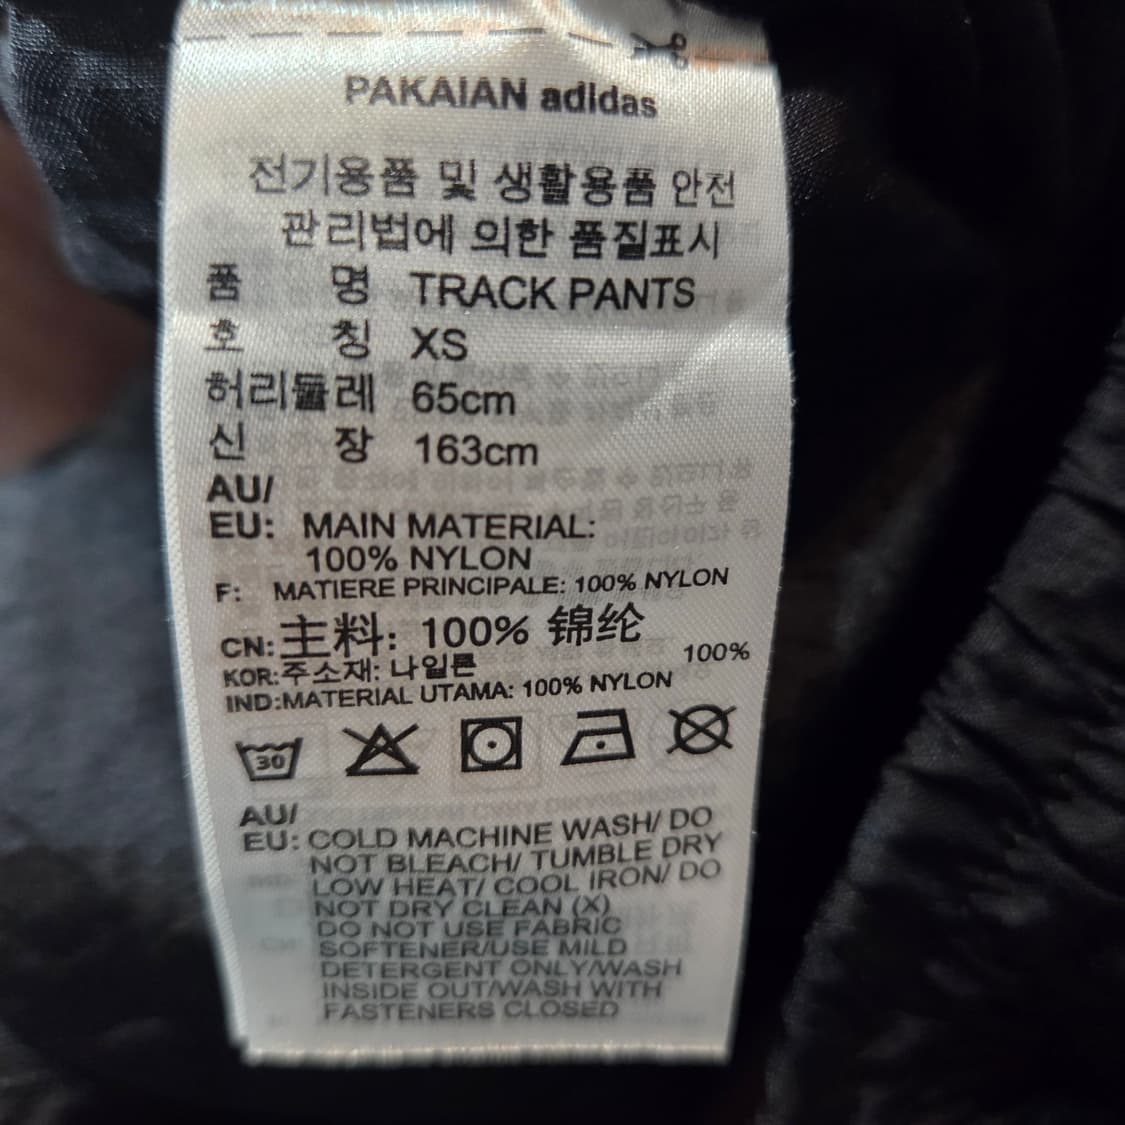 PAKAIAN adidas
전기용품 및 생활용품 안전
관리법에 의한 품질표시
품 명 TRACK PANTS
호 칭 XS
허리둘레 65cm
신 장 163cm
AU/
EU: MAIN MATERIAL:
100% NYLON
F: MATIERE PRINCIPALE: 100% NYLON
CN: 主料: 100% 锦纶
KOR:주소재: 나일론 100%
IND:MATERIAL UTAMA: 100% NYLON
30
AU/
EU: COLD MACHINE WASH/ DO
NOT BLEACH/ TUMBLE DRY
LOW HEAT/ COOL IRON/ DO
NOT DRY CLEAN (X)
DO NOT USE FABRIC
SOFTENER/USE MILD
DETERGENT ONLY/WASH
INSIDE OUT/WASH WITH
FASTENERS CLOSED